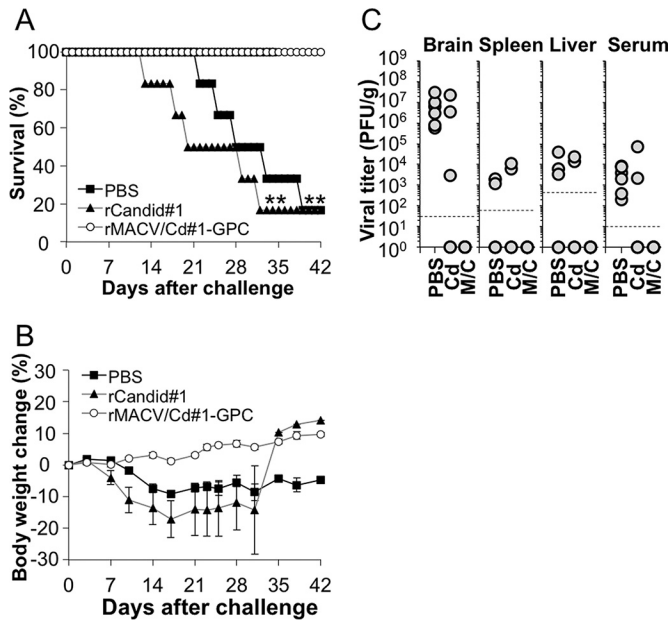 A
Survival (%)
100
80
60
40
20
0
PBS
rCandid#1
rMACV/Cd#1-GPC
** **
0 7 14 21 28 35 42
Days after challenge
B
Body weight change (%)
30
20
10
0
-10
-20
-30
PBS
rCandid#1
rMACV/Cd#1-GPC
0 7 14 21 28 35 42
Days after challenge
C
Brain Spleen Liver Serum
Viral titer (PFU/g)
10⁹
10⁸
10⁷
10⁶
10⁵
10⁴
10³
10²
10¹
10⁰
PBS Cd M/C PBS Cd M/C PBS Cd M/C PBS Cd M/C